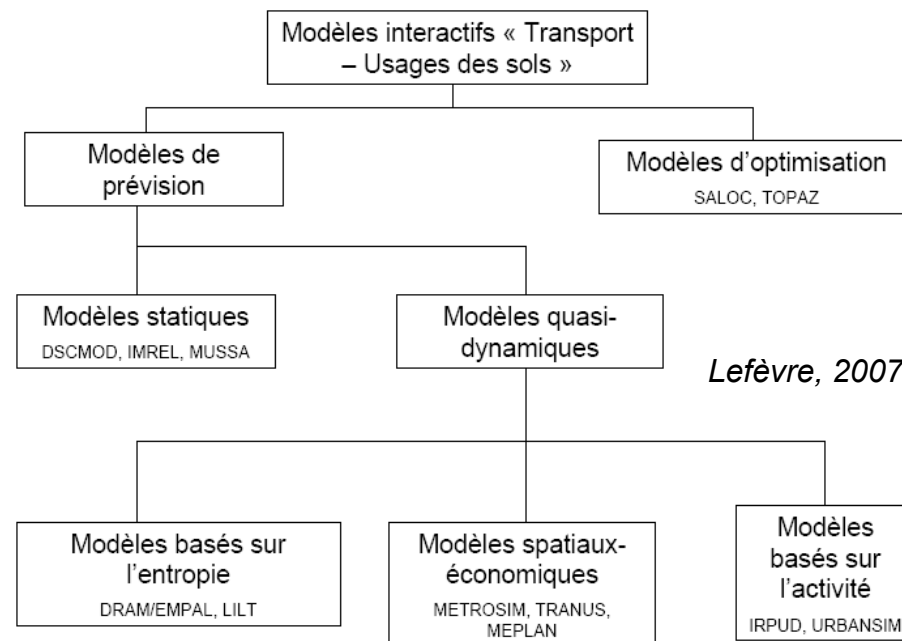 Modèles interactifs « Transport
– Usages des sols »
Modèles de
prévision
Modèles d'optimisation
SALOC, TOPAZ
Modèles statiques
DSCMOD, IMREL, MUSSA
Modèles quasi-
dynamiques
Lefèvre, 2007
Modèles basés sur
l'entropie
DRAM/EMPAL, LILT
Modèles spatiaux-
économiques
METROSIM, TRANUS,
MEPLAN
Modèles
basés sur
l'activité
IRPUD, URBANSIM